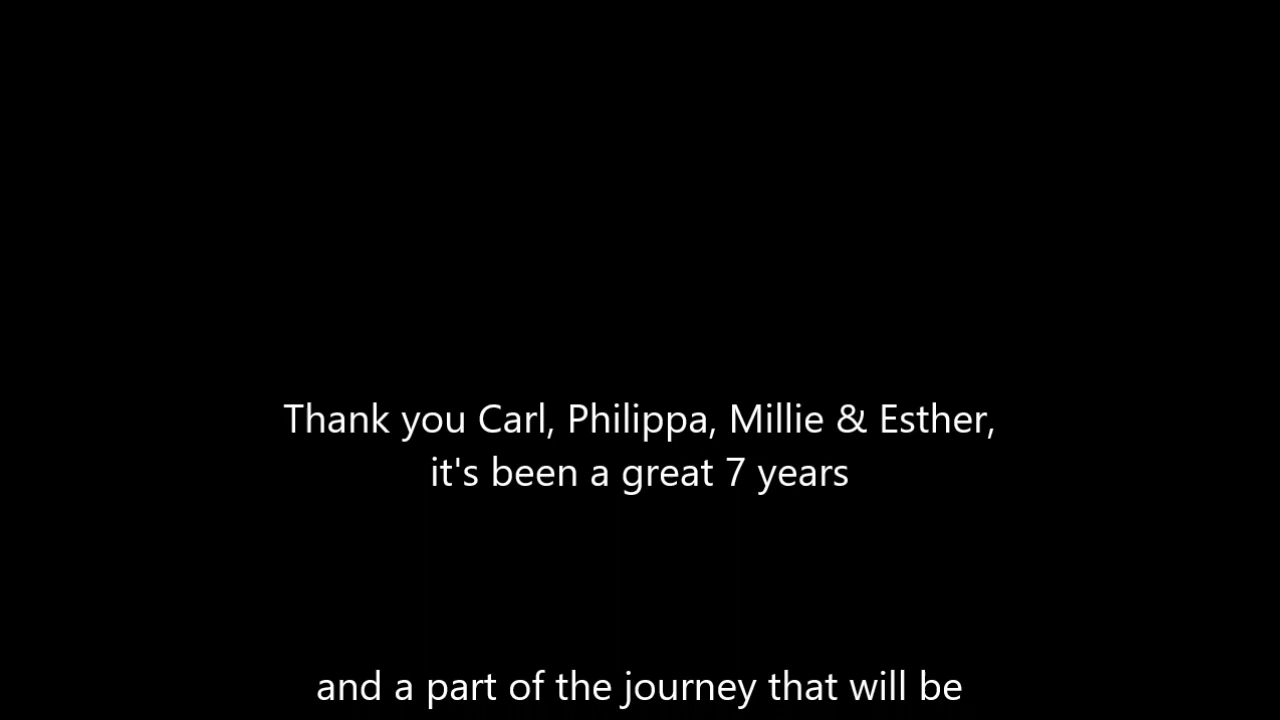 Thank you Carl, Philippa, Millie & Esther,
it's been a great 7 years
and a part of the journey that will be